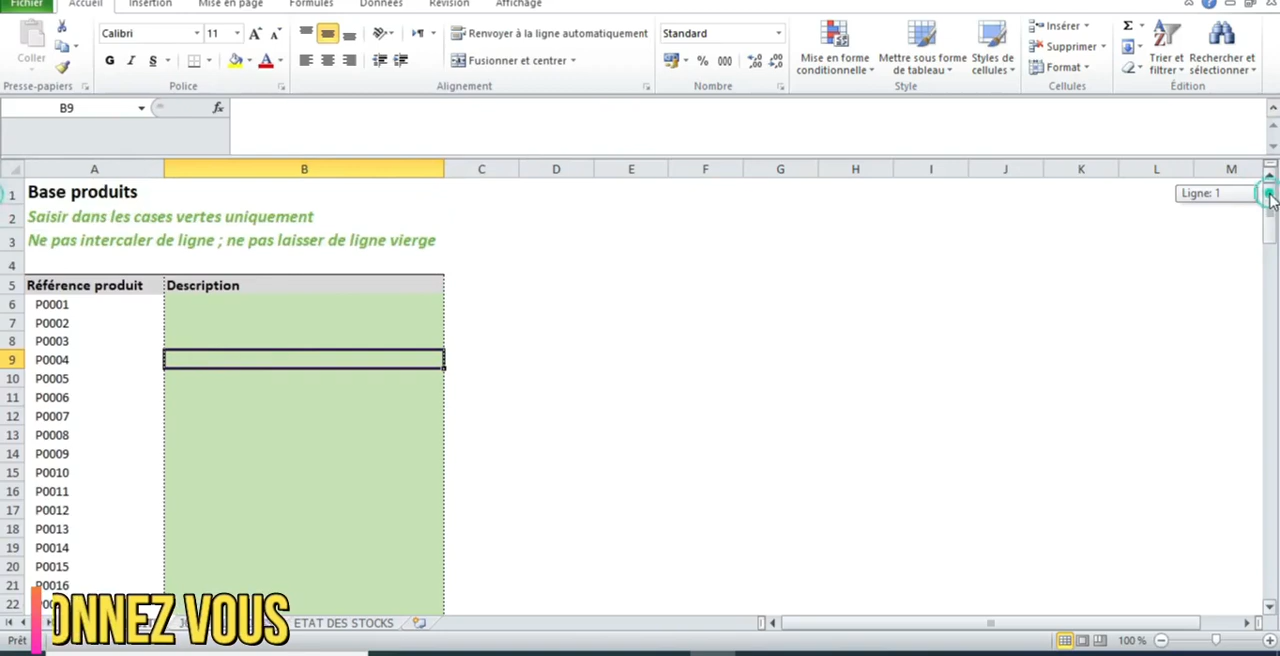 Fichier Accueil Insertion Mise en page Formules Données Révision Affichage
Coller
Calibri 11
G I S
Renvoyer à la ligne automatiquement
Fusionner et centrer
Standard
% 000
Mise en forme conditionnelle
Mettre sous forme de tableau
Styles de cellules
Insérer
Supprimer
Format
Σ
Trier et filtrer
Rechercher et sélectionner
Presse-papiers Police Alignement Nombre Style Cellules Édition
B9 fx
A B C D E F G H I J K L M
1 Base produits
Ligne: 1
2 Saisir dans les cases vertes uniquement
3 Ne pas intercaler de ligne ; ne pas laisser de ligne vierge
4
5 Référence produit Description
6 P0001
7 P0002
8 P0003
9 P0004
10 P0005
11 P0006
12 P0007
13 P0008
14 P0009
15 P0010
16 P0011
17 P0012
18 P0013
19 P0014
20 P0015
21 P0016
22
ONNEZ VOUS
ETAT DES STOCKS
Prêt 100 %